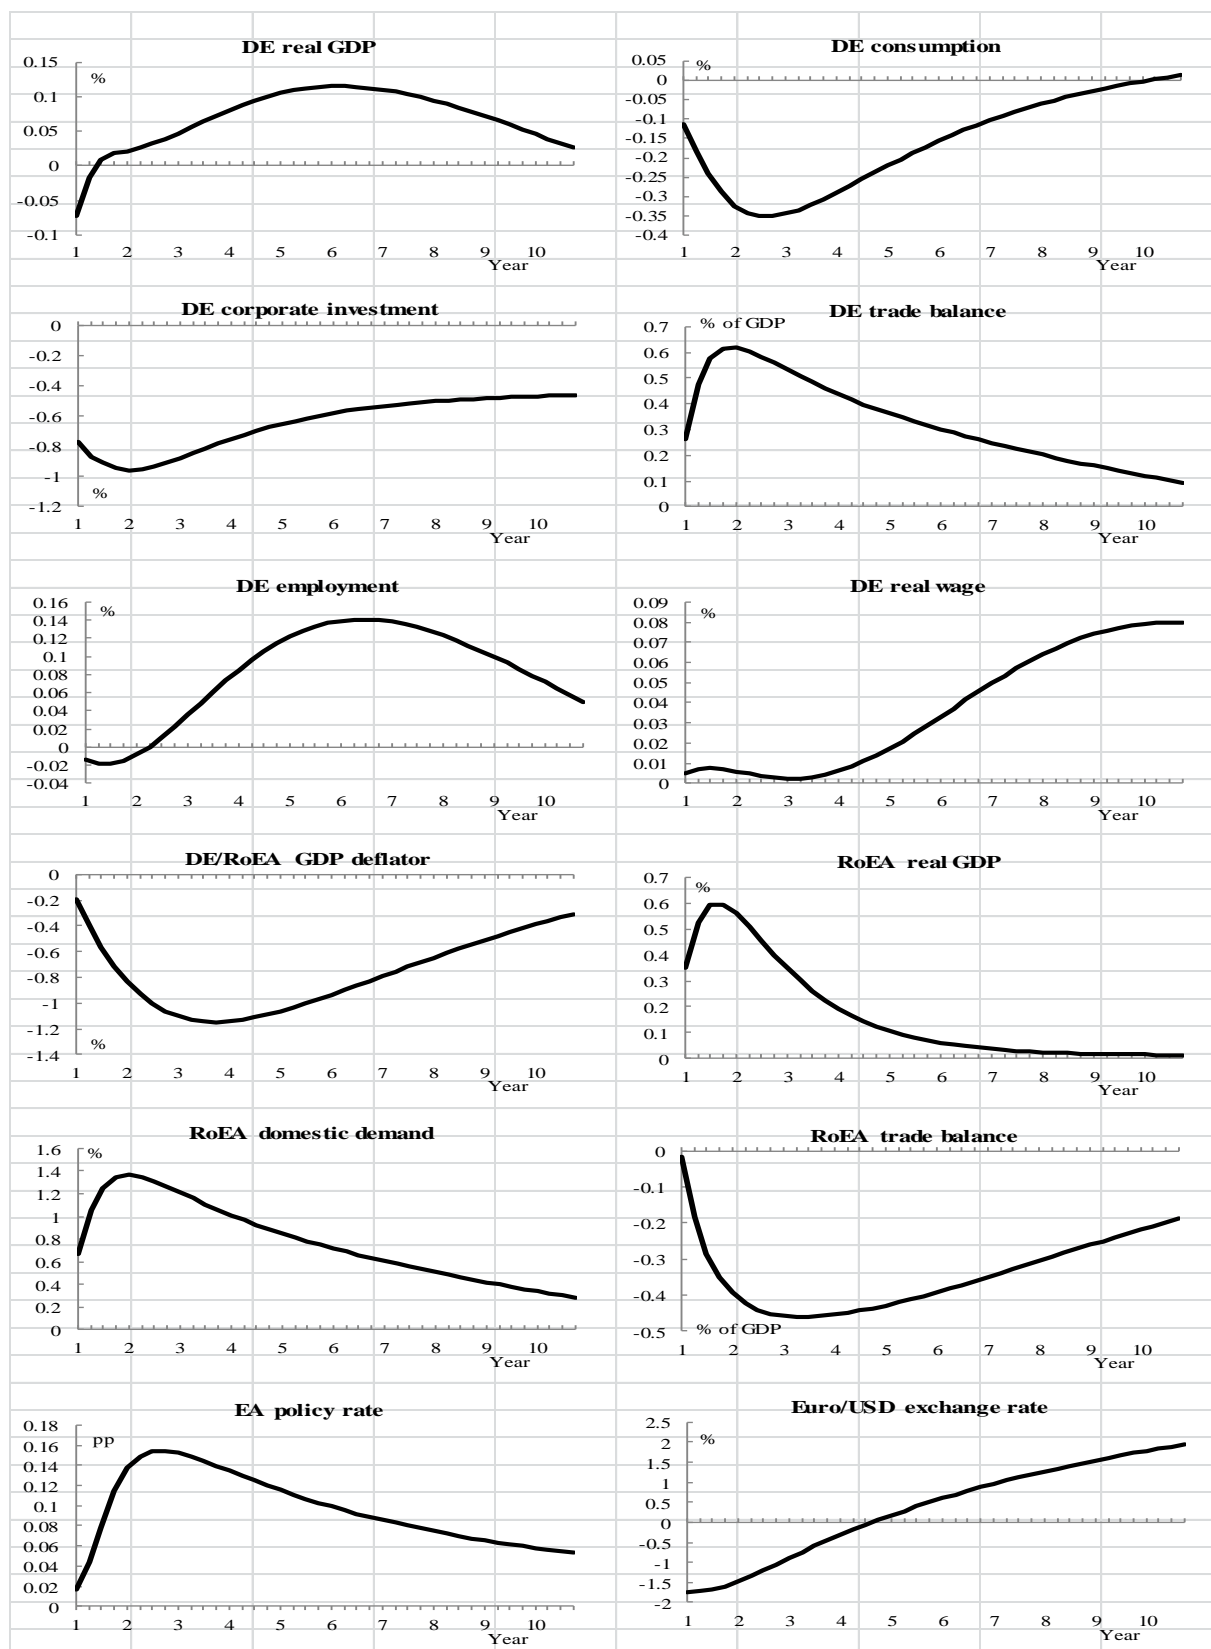 DE real GDP
%
0.15
0.1
0.05
0
-0.05
-0.1
1 2 3 4 5 6 7 8 9 10
Year
DE consumption
%
0.05
0
-0.05
-0.1
-0.15
-0.2
-0.25
-0.3
-0.35
-0.4
1 2 3 4 5 6 7 8 9 10
Year
DE corporate investment
0
-0.2
-0.4
-0.6
-0.8
-1
-1.2
%
1 2 3 4 5 6 7 8 9 10
Year
DE trade balance
% of GDP
0.7
0.6
0.5
0.4
0.3
0.2
0.1
0
1 2 3 4 5 6 7 8 9 10
Year
DE employment
%
0.16
0.14
0.12
0.1
0.08
0.06
0.04
0.02
0
-0.02
-0.04
1 2 3 4 5 6 7 8 9 10
Year
DE real wage
%
0.09
0.08
0.07
0.06
0.05
0.04
0.03
0.02
0.01
0
1 2 3 4 5 6 7 8 9 10
Year
DE/RoEA GDP deflator
0
-0.2
-0.4
-0.6
-0.8
-1
-1.2
-1.4
%
1 2 3 4 5 6 7 8 9 10
Year
RoEA real GDP
%
0.7
0.6
0.5
0.4
0.3
0.2
0.1
0
1 2 3 4 5 6 7 8 9 10
Year
RoEA domestic demand
%
1.6
1.4
1.2
1
0.8
0.6
0.4
0.2
0
1 2 3 4 5 6 7 8 9 10
Year
RoEA trade balance
0
-0.1
-0.2
-0.3
-0.4
-0.5
% of GDP
1 2 3 4 5 6 7 8 9 10
Year
EA policy rate
pp
0.18
0.16
0.14
0.12
0.1
0.08
0.06
0.04
0.02
0
1 2 3 4 5 6 7 8 9 10
Year
Euro/USD exchange rate
%
2.5
2
1.5
1
0.5
0
-0.5
-1
-1.5
-2
1 2 3 4 5 6 7 8 9 10
Year